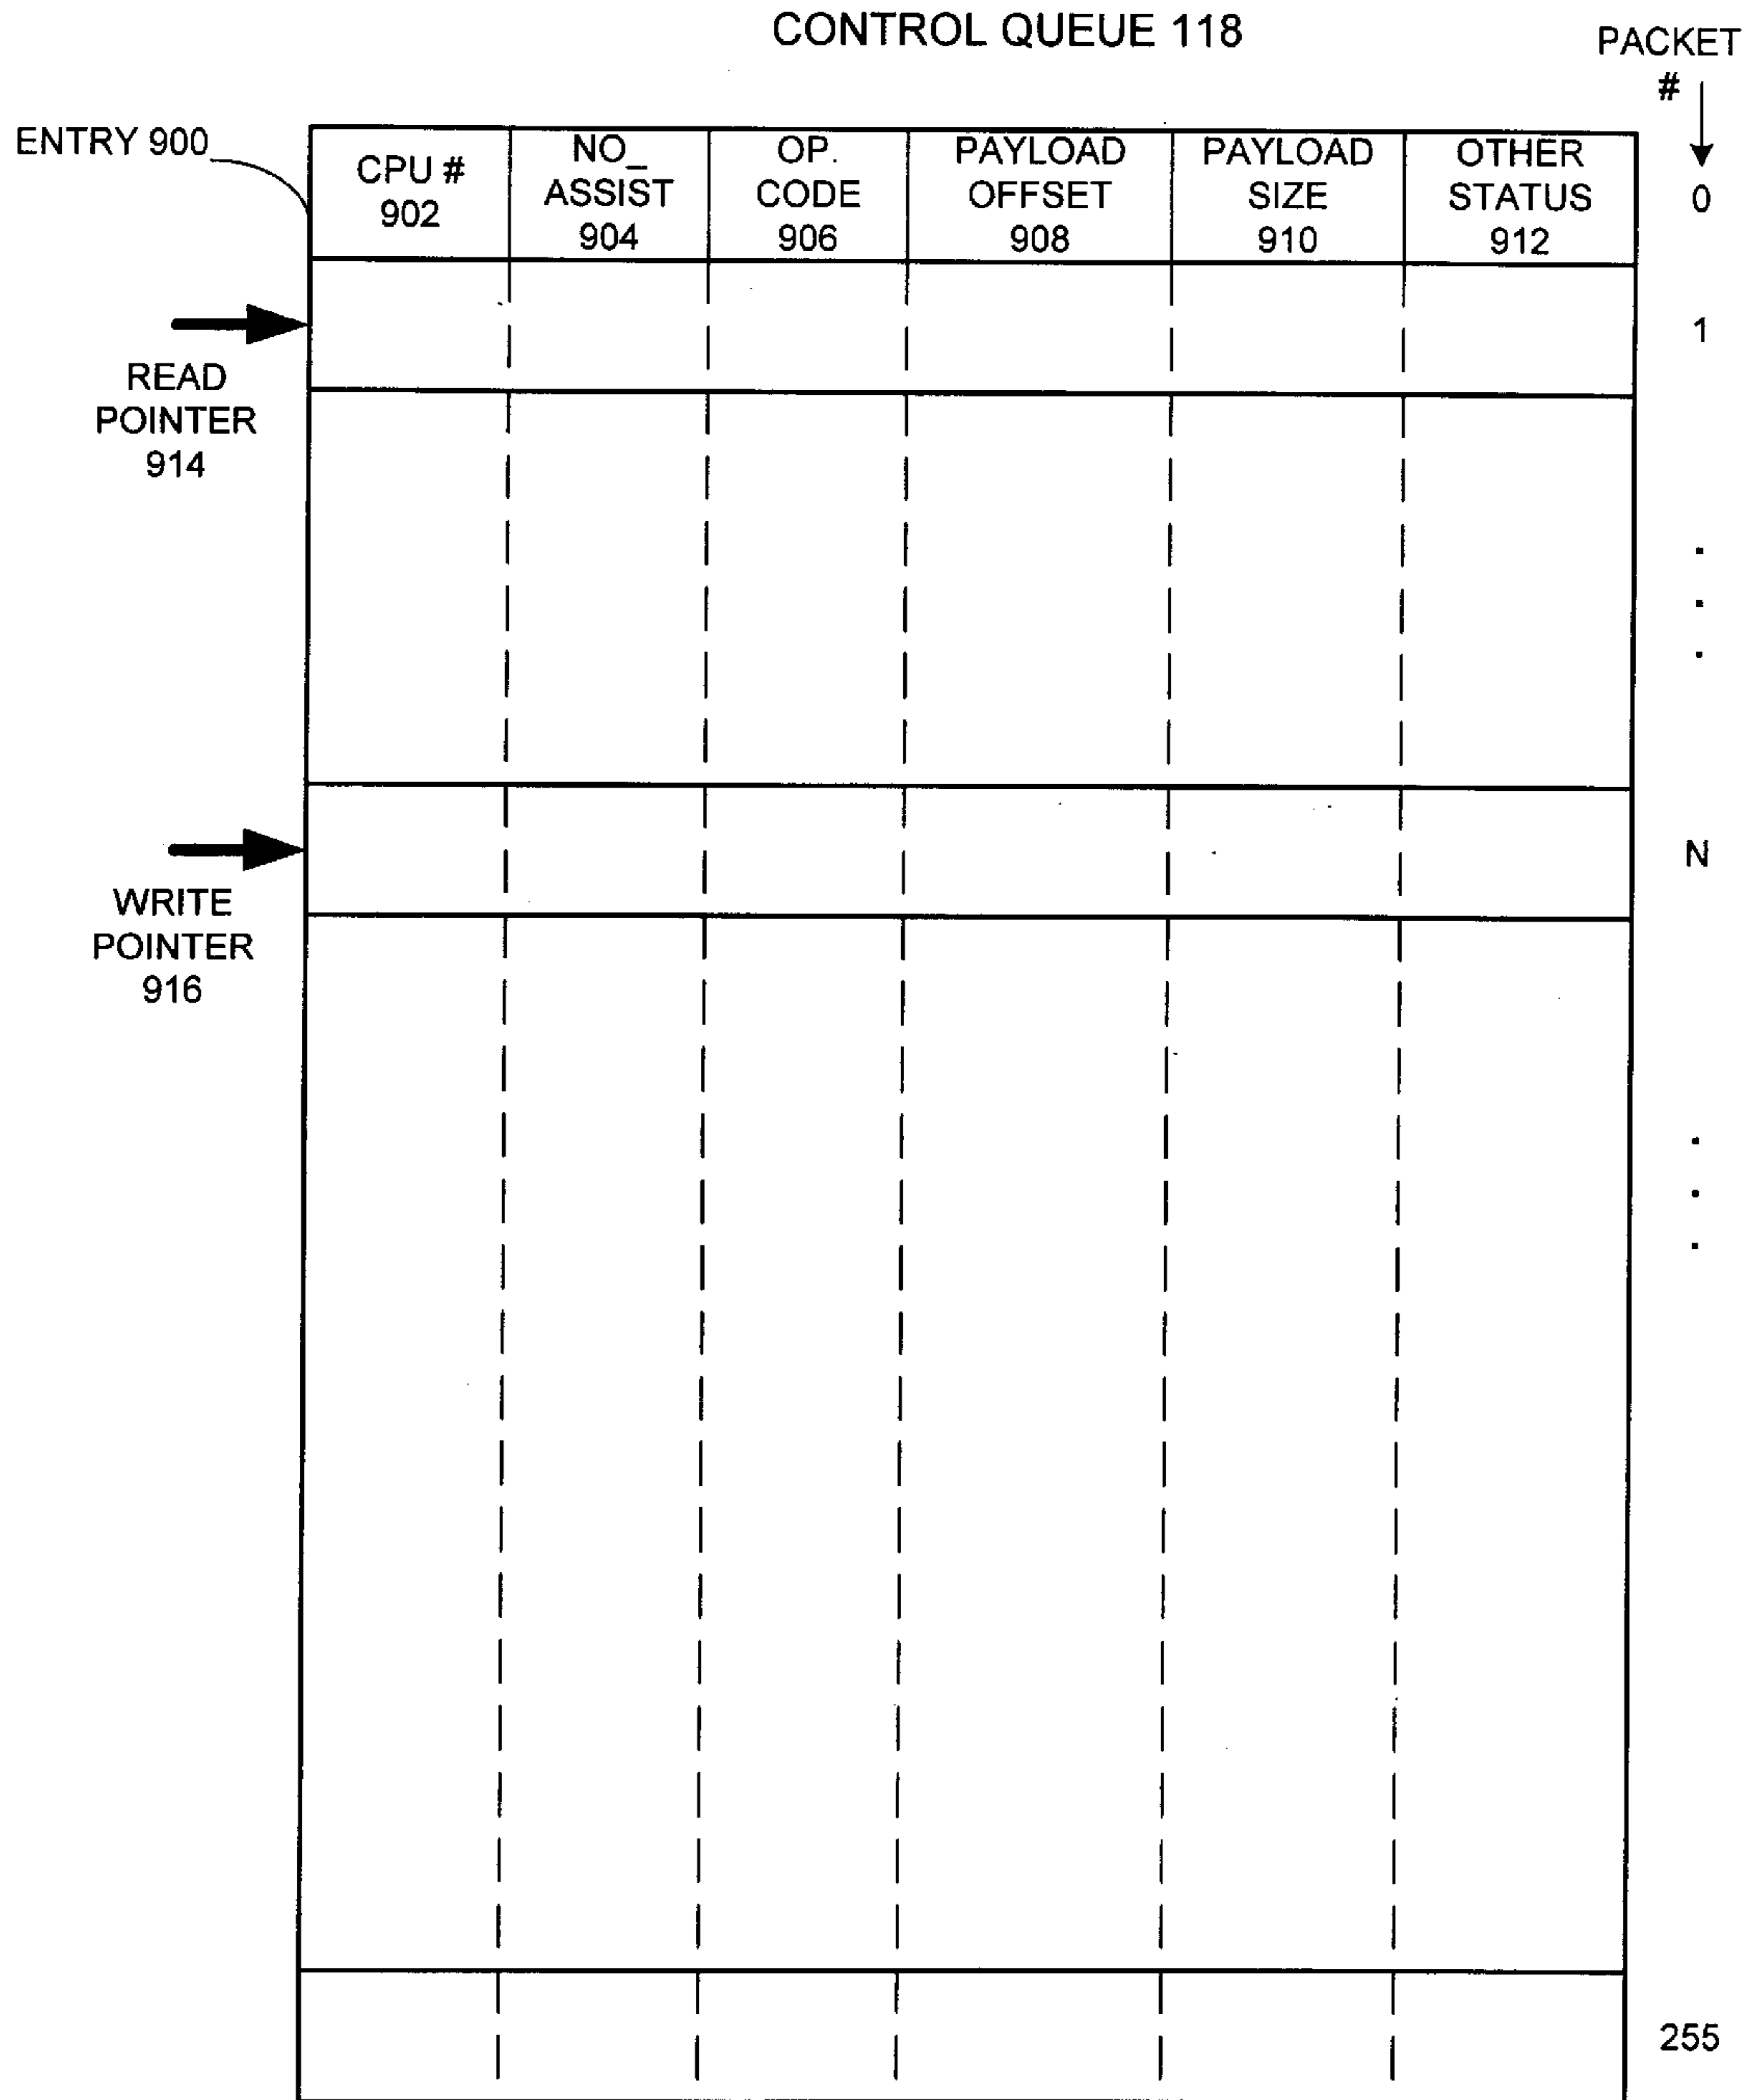 CONTROL QUEUE 118
PACKET
#
ENTRY 900
CPU #
902
NO_
ASSIST
904
OP.
CODE
906
PAYLOAD
OFFSET
908
PAYLOAD
SIZE
910
OTHER
STATUS
912
0
1
READ
POINTER
914
.
.
.
N
WRITE
POINTER
916
.
.
.
255